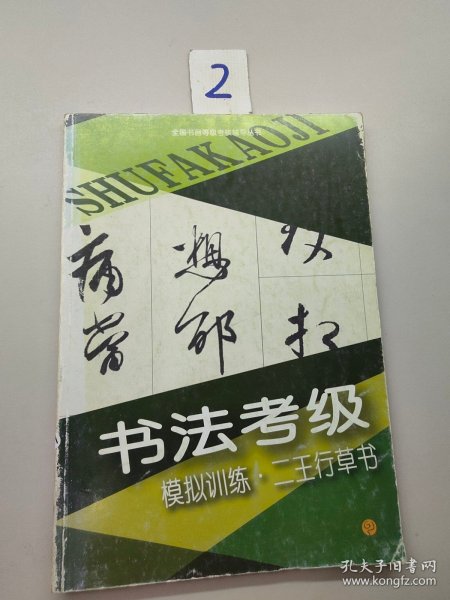 2
全国书画等级考核辅导丛书
SHUFAKAOJI
书法考级
模拟训练·二王行草书
孔夫子旧书网
www.kongfz.com